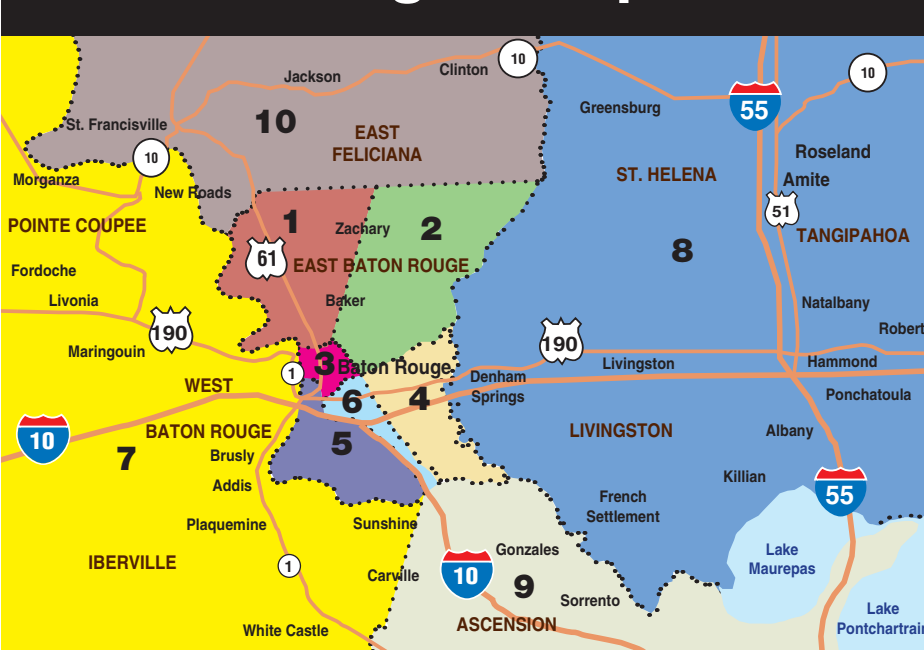 Jackson
Clinton
10
10
Greensburg
55
10
St. Francisville
EAST
FELICIANA
10
Roseland
Morganza
New Roads
ST. HELENA
Amite
51
POINTE COUPEE
1
Zachary
2
TANGIPAHOA
8
61
EAST BATON ROUGE
Fordoche
Livonia
Baker
Natalbany
190
190
Robert
Maringouin
3
Baton Rouge
Livingston
Hammond
1
WEST
Denham
Springs
6
4
Ponchatoula
10
BATON ROUGE
5
LIVINGSTON
Albany
7
Brusly
Addis
Killian
55
French
Settlement
Plaquemine
Sunshine
Gonzales
Lake
Maurepas
IBERVILLE
1
Carville
10
9
Sorrento
Lake
Pontchartrain
White Castle
ASCENSION